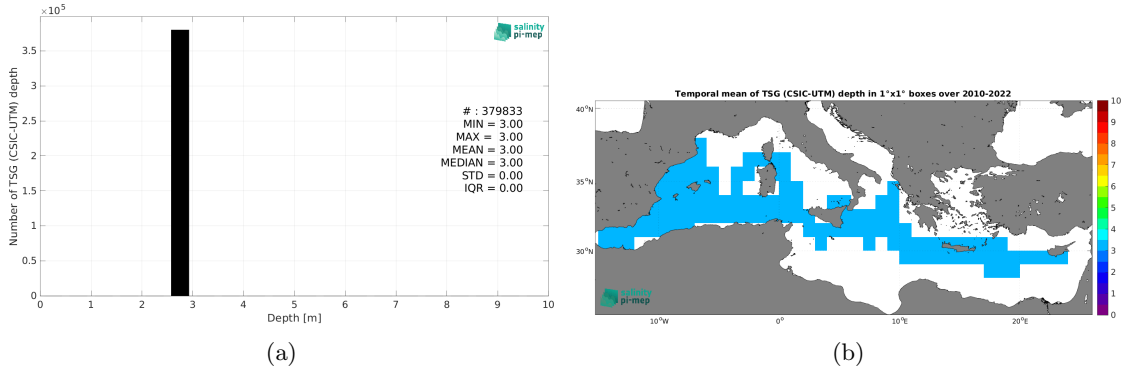 ×10⁵
salinity
pi-mep
3.5
3
2.5
2
1.5
1
0.5
0
Number of TSG (CSIC-UTM) depth
# : 379833
MIN = 3.00
MAX = 3.00
MEAN = 3.00
MEDIAN = 3.00
STD = 0.00
IQR = 0.00
0 1 2 3 4 5 6 7 8 9 10
Depth [m]
(a)
Temporal mean of TSG (CSIC-UTM) depth in 1°x1° boxes over 2010-2022
40°N
35°N
30°N
10°W 0° 10°E 20°E
salinity
pi-mep
10
9
8
7
6
5
4
3
2
1
0
(b)